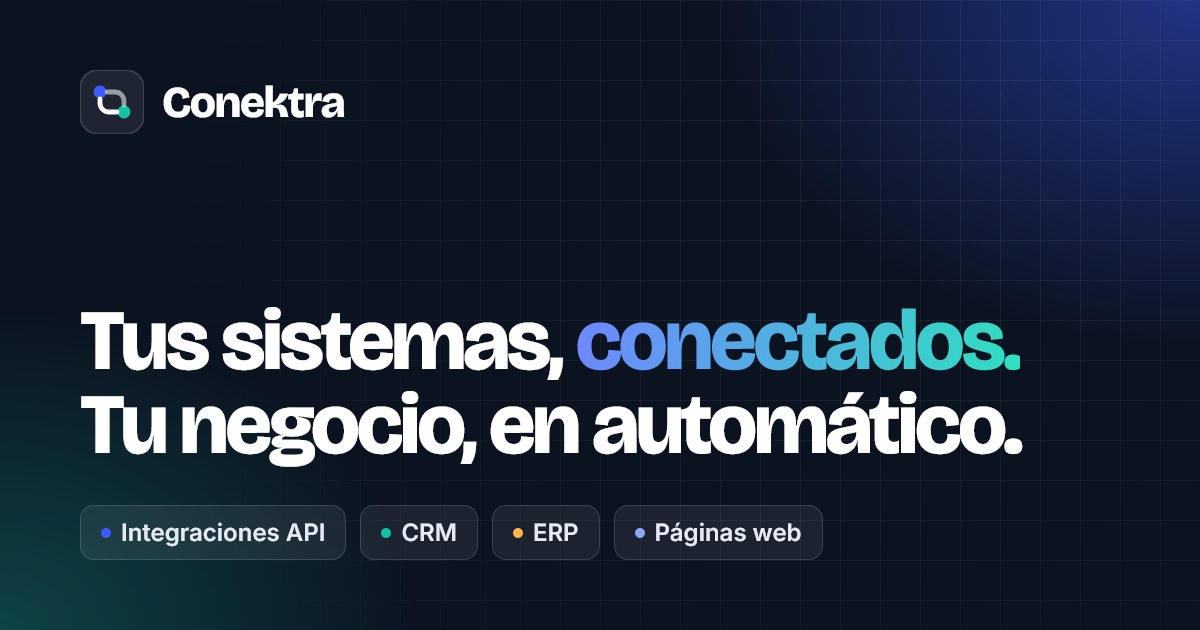 Conektra
Tus sistemas, conectados.
Tu negocio, en automático.
Integraciones API
CRM
ERP
Páginas web